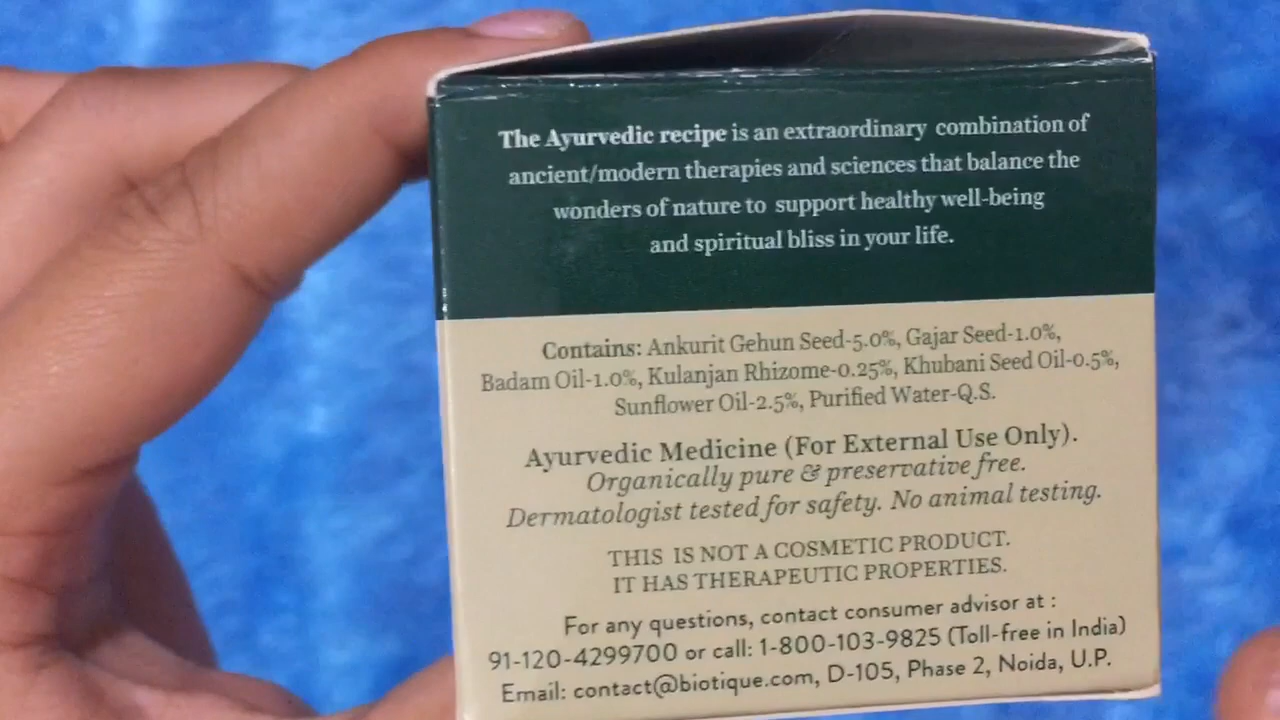 The Ayurvedic recipe is an extraordinary combination of
ancient/modern therapies and sciences that balance the
wonders of nature to support healthy well-being
and spiritual bliss in your life.
Contains: Ankurit Gehun Seed-5.0%, Gajar Seed-1.0%,
Badam Oil-1.0%, Kulanjan Rhizome-0.25%, Khubani Seed Oil-0.5%,
Sunflower Oil-2.5%, Purified Water-Q.S.
Ayurvedic Medicine (For External Use Only).
Organically pure & preservative free.
Dermatologist tested for safety. No animal testing.
THIS IS NOT A COSMETIC PRODUCT.
IT HAS THERAPEUTIC PROPERTIES.
For any questions, contact consumer advisor at :
91-120-4299700 or call: 1-800-103-9825 (Toll-free in India)
Email: contact@biotique.com, D-105, Phase 2, Noida, U.P.